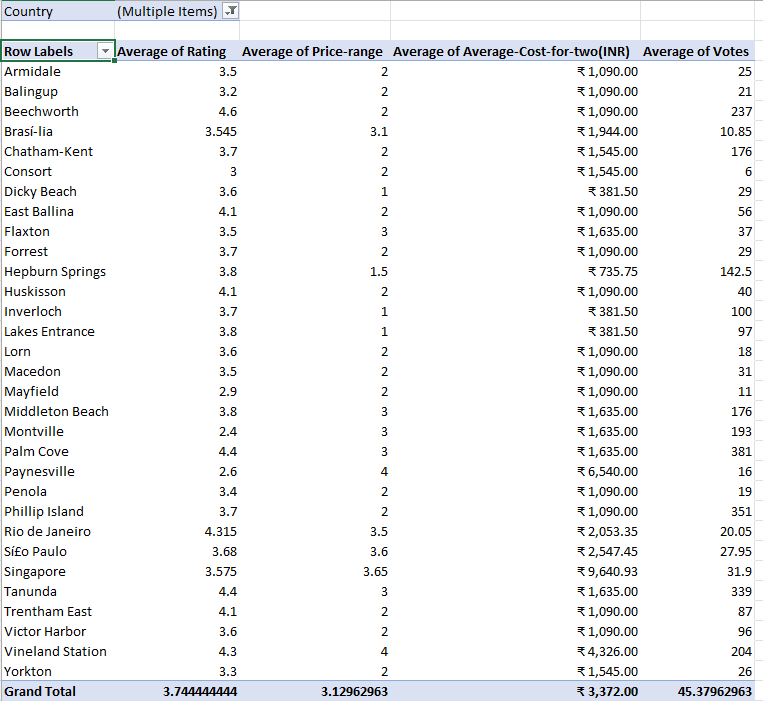 Country (Multiple Items)
Row Labels Average of Rating Average of Price-range Average of Average-Cost-for-two(INR) Average of Votes
Armidale 3.5 2 ₹ 1,090.00 25
Balingup 3.2 2 ₹ 1,090.00 21
Beechworth 4.6 2 ₹ 1,090.00 237
Brasí-lia 3.545 3.1 ₹ 1,944.00 10.85
Chatham-Kent 3.7 2 ₹ 1,545.00 176
Consort 3 2 ₹ 1,545.00 6
Dicky Beach 3.6 1 ₹ 381.50 29
East Ballina 4.1 2 ₹ 1,090.00 56
Flaxton 3.5 3 ₹ 1,635.00 37
Forrest 3.7 2 ₹ 1,090.00 29
Hepburn Springs 3.8 1.5 ₹ 735.75 142.5
Huskisson 4.1 2 ₹ 1,090.00 40
Inverloch 3.7 1 ₹ 381.50 100
Lakes Entrance 3.8 1 ₹ 381.50 97
Lorn 3.6 2 ₹ 1,090.00 18
Macedon 3.5 2 ₹ 1,090.00 31
Mayfield 2.9 2 ₹ 1,090.00 11
Middleton Beach 3.8 3 ₹ 1,635.00 176
Montville 2.4 3 ₹ 1,635.00 193
Palm Cove 4.4 3 ₹ 1,635.00 381
Paynesville 2.6 4 ₹ 6,540.00 16
Penola 3.4 2 ₹ 1,090.00 19
Phillip Island 3.7 2 ₹ 1,090.00 351
Rio de Janeiro 4.315 3.5 ₹ 2,053.35 20.05
Sí£o Paulo 3.68 3.6 ₹ 2,547.45 27.95
Singapore 3.575 3.65 ₹ 9,640.93 31.9
Tanunda 4.4 3 ₹ 1,635.00 339
Trentham East 4.1 2 ₹ 1,090.00 87
Victor Harbor 3.6 2 ₹ 1,090.00 96
Vineland Station 4.3 4 ₹ 4,326.00 204
Yorkton 3.3 2 ₹ 1,545.00 26
Grand Total 3.744444444 3.12962963 ₹ 3,372.00 45.37962963